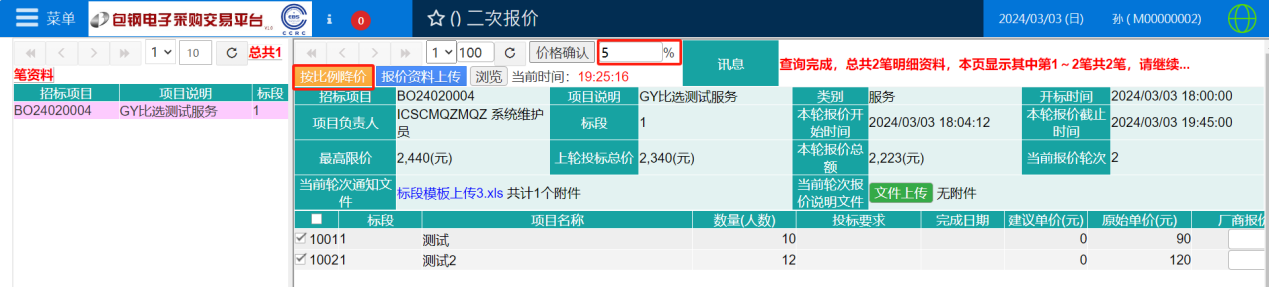 菜单 包钢电子采购交易平台 V1.0 CBS CCRC i 0 ☆ () 二次报价 2024/03/03 (日) 孙 ( M00000002)
1 10 总共1
笔资料
招标项目 项目说明 标段
BO24020004 GY比选测试服务 1
1 100 价格确认 5 %
按比例降价 报价资料上传 浏览 当前时间: 19:25:16
讯息
查询完成，总共2笔明细资料，本页显示其中第1～2笔共2笔，请继续...
招标项目 BO24020004 项目说明 GY比选测试服务 类别 服务 开标时间 2024/03/03 18:00:00
项目负责人 ICSCMQZMQZ 系统维护员 标段 1 本轮报价开始时间 2024/03/03 18:04:12 本轮报价截止时间 2024/03/03 19:45:00
最高限价 2,440(元) 上轮投标总价 2,340(元) 本轮报价总额 2,223(元) 当前报价轮次 2
当前轮次通知文件 标段模板上传3.xls 共计1个附件 当前轮次报价说明文件 文件上传 无附件
标段 项目名称 数量(人数) 投标要求 完成日期 建议单价(元) 原始单价(元) 厂商报价
10011 测试 10 0 90
10021 测试2 12 0 120